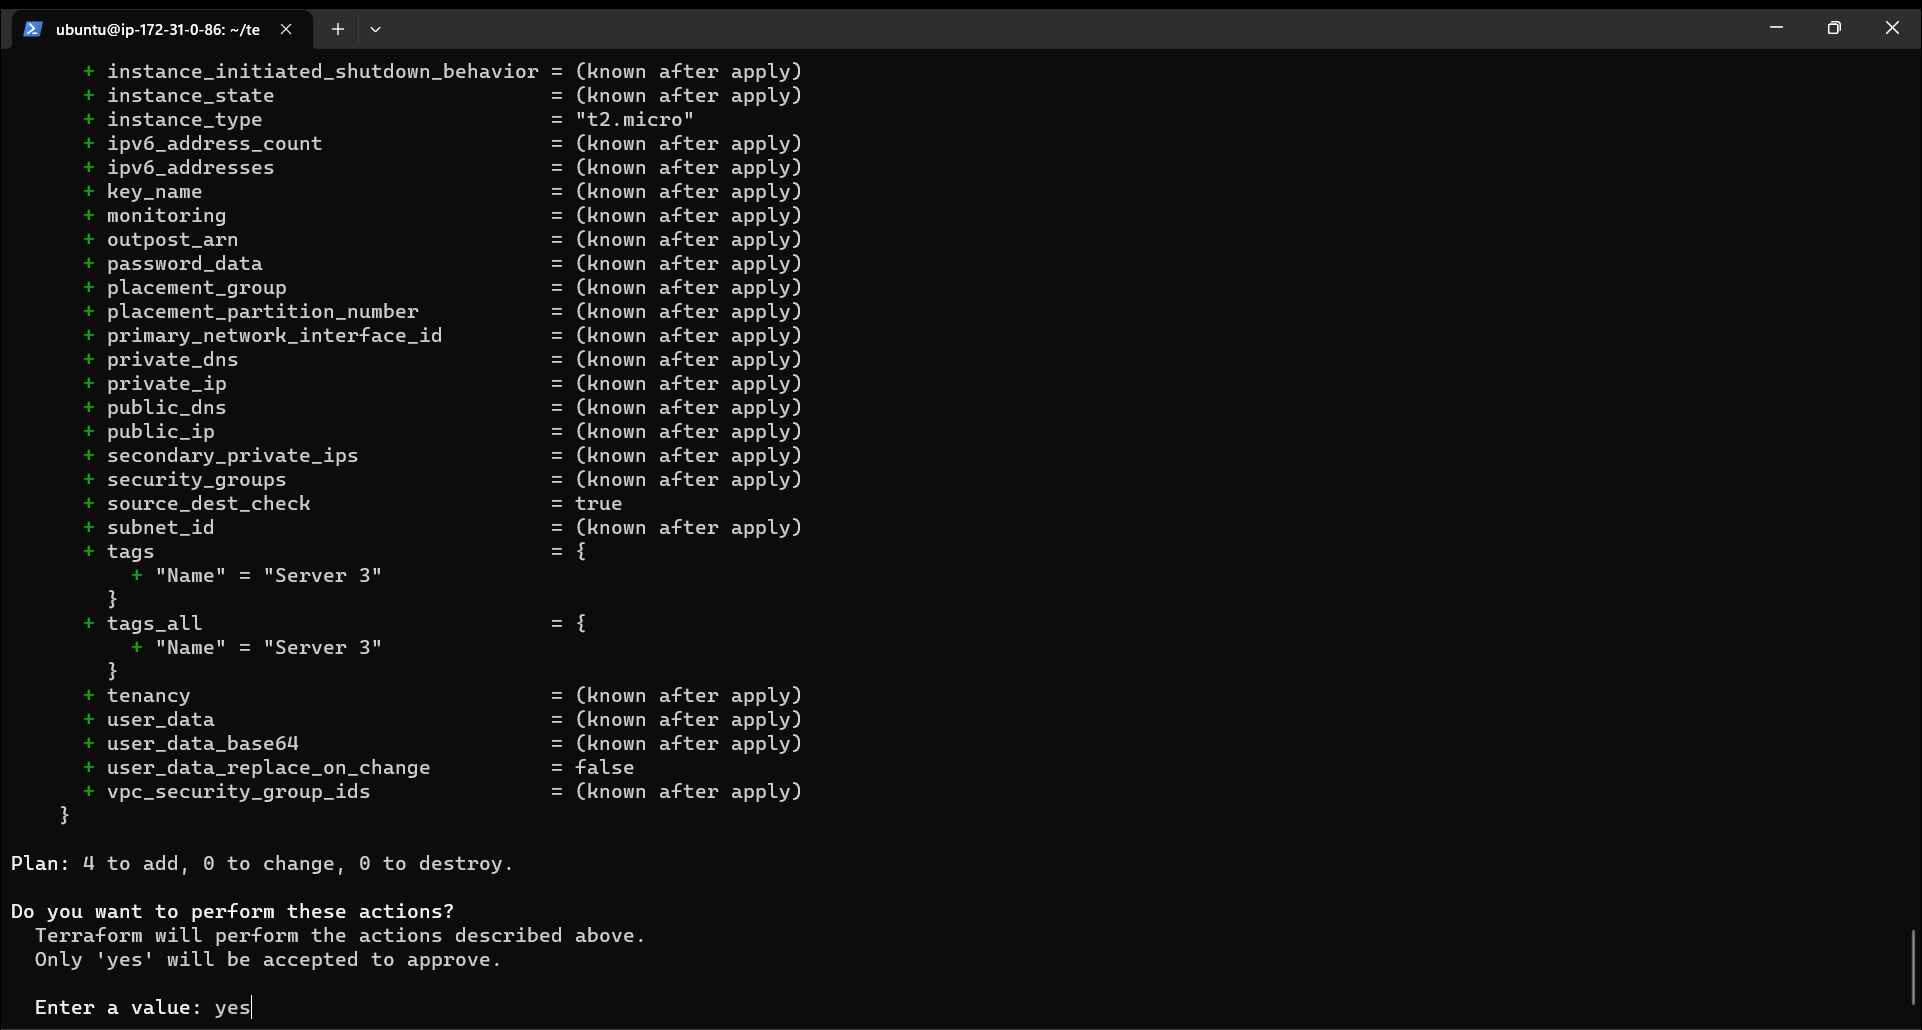 ubuntu@ip-172-31-0-86: ~/te
+ instance_initiated_shutdown_behavior = (known after apply)
+ instance_state = (known after apply)
+ instance_type = "t2.micro"
+ ipv6_address_count = (known after apply)
+ ipv6_addresses = (known after apply)
+ key_name = (known after apply)
+ monitoring = (known after apply)
+ outpost_arn = (known after apply)
+ password_data = (known after apply)
+ placement_group = (known after apply)
+ placement_partition_number = (known after apply)
+ primary_network_interface_id = (known after apply)
+ private_dns = (known after apply)
+ private_ip = (known after apply)
+ public_dns = (known after apply)
+ public_ip = (known after apply)
+ secondary_private_ips = (known after apply)
+ security_groups = (known after apply)
+ source_dest_check = true
+ subnet_id = (known after apply)
+ tags = {
+ "Name" = "Server 3"
}
+ tags_all = {
+ "Name" = "Server 3"
}
+ tenancy = (known after apply)
+ user_data = (known after apply)
+ user_data_base64 = (known after apply)
+ user_data_replace_on_change = false
+ vpc_security_group_ids = (known after apply)
}
Plan: 4 to add, 0 to change, 0 to destroy.
Do you want to perform these actions?
Terraform will perform the actions described above.
Only 'yes' will be accepted to approve.
Enter a value: yes